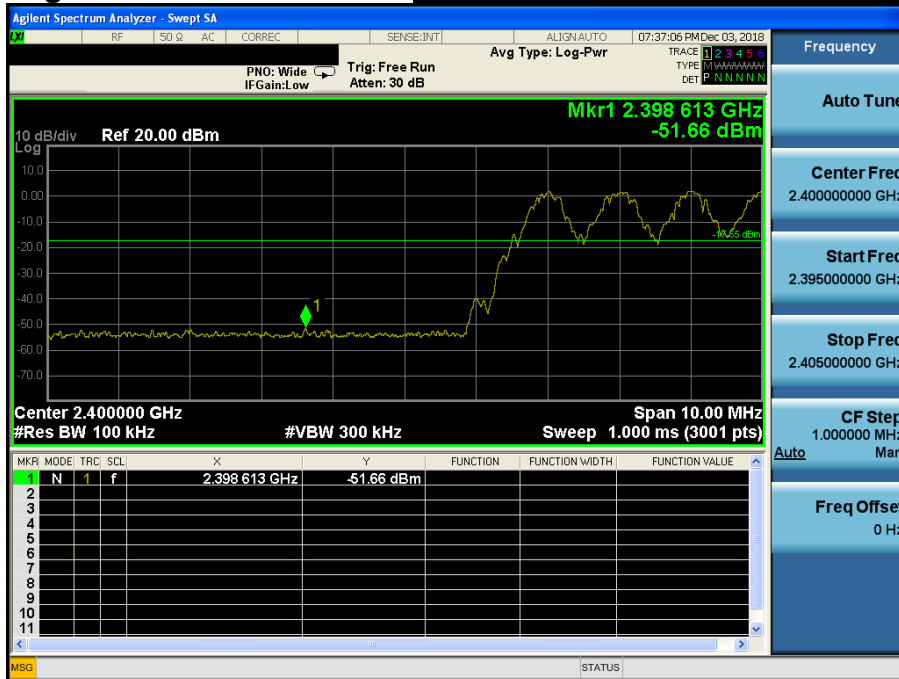 Agilent Spectrum Analyzer - Swept SA
LXI RF 50 Ω AC CORREC SENSE:INT ALIGN AUTO 07:37:06 PM Dec 03, 2018
Frequency
Avg Type: Log-Pwr
TRACE 1 2 3 4 5 6
TYPE M WWWWW
DET P N N N N N
PNO: Wide
IFGain:Low
Trig: Free Run
Atten: 30 dB
Auto Tune
Mkr1 2.398 613 GHz
-51.66 dBm
10 dB/div Ref 20.00 dBm
Log
10.0
0.00
-10.0
-20.0
-30.0
-40.0
-50.0
-60.0
-70.0
1
dBm
Center Freq
2.400000000 GHz
Start Freq
2.395000000 GHz
Stop Freq
2.405000000 GHz
Center 2.400000 GHz
Span 10.00 MHz
#Res BW 100 kHz
#VBW 300 kHz
Sweep 1.000 ms (3001 pts)
CF Step
1.000000 MHz
Auto Man
MKR MODE TRC SCL X Y FUNCTION FUNCTION WIDTH FUNCTION VALUE
1 N 1 f 2.398 613 GHz -51.66 dBm
2
3
4
5
6
7
8
9
10
11
Freq Offset
0 Hz
MSG
STATUS